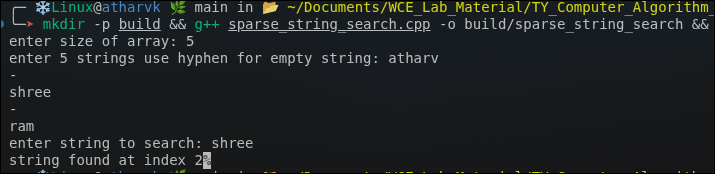 Linux@atharvk main in ~/Documents/WCE_Lab_Material/TY_Computer_Algorithm_
mkdir -p build && g++ sparse_string_search.cpp -o build/sparse_string_search &&
enter size of array: 5
enter 5 strings use hyphen for empty string: atharv
-
shree
-
ram
enter string to search: shree
string found at index 2%